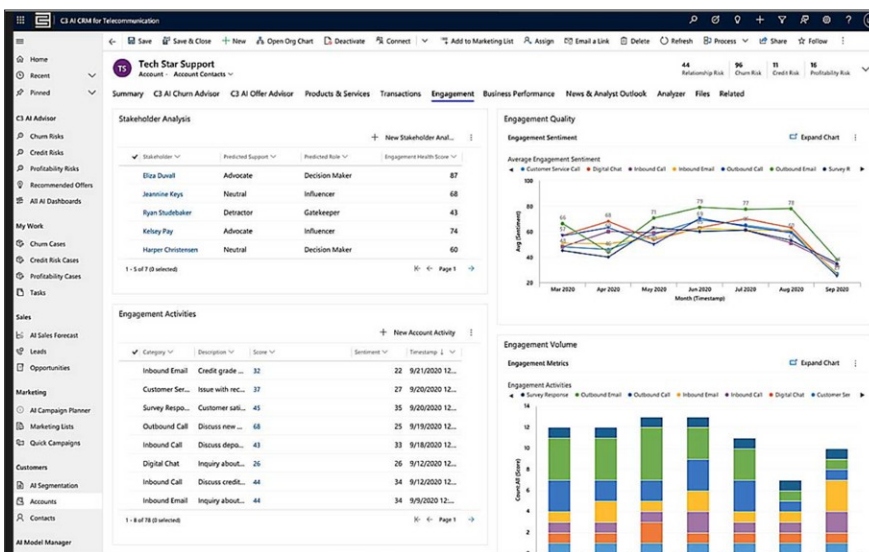 C3 AI CRM for Telecommunication
Save Save & Close New Open Org Chart Deactivate Connect Add to Marketing List Assign Email a Link Delete Refresh Process Share Follow
Home
Recent
Pinned
C3 AI Advisor
Churn Risks
Credit Risks
Profitability Risks
Recommended Offers
All AI Dashboards
My Work
Churn Cases
Credit Risk Cases
Profitability Cases
Tasks
Sales
AI Sales Forecast
Leads
Opportunities
Marketing
AI Campaign Planner
Marketing Lists
Quick Campaigns
Customers
AI Segmentation
Accounts
Contacts
AI Model Manager
TS
Tech Star Support
Account · Account Contacts
44 96 11 16
Relationship Risk Churn Risk Credit Risk Profitability Risk
Summary C3 AI Churn Advisor C3 AI Offer Advisor Products & Services Transactions Engagement Business Performance News & Analyst Outlook Analyzer Files Related
Stakeholder Analysis
+ New Stakeholder Anal...
Stakeholder Predicted Support Predicted Role Engagement Health Score
Eliza Duvall Advocate Decision Maker 87
Jeannine Keys Neutral Influencer 68
Ryan Studebaker Detractor Gatekeeper 43
Kelsey Pay Advocate Influencer 74
Harper Christensen Neutral Decision Maker 60
1 - 5 of 7 (0 selected) Page 1
Engagement Activities
+ New Account Activity
Category Description Score Sentiment Timestamp
Inbound Email Credit grade ... 32 22 9/21/2020 12...
Customer Ser... Issue with rec... 37 27 9/20/2020 12...
Survey Respo... Customer sati... 45 35 9/20/2020 12...
Outbound Call Discuss new ... 68 25 9/19/2020 12...
Inbound Call Discuss depo... 43 33 9/18/2020 12...
Digital Chat Inquiry about... 26 26 9/12/2020 12...
Inbound Call Discuss credit... 44 34 9/12/2020 12...
Inbound Email Inquiry about... 44 34 9/9/2020 12:...
1 - 8 of 78 (0 selected) Page 1
Engagement Quality
Engagement Sentiment Expand Chart
Average Engagement Sentiment
Customer Service Call Digital Chat Inbound Call Inbound Email Outbound Call Outbound Email Survey R
100
80
60
40
20
Avg (Sentiment)
66 71 79 77 78
Mar 2020 Apr 2020 May 2020 Jun 2020 Jul 2020 Aug 2020 Sep 2020
Month (Timestamp)
Engagement Volume
Engagement Metrics Expand Chart
Engagement Activities
Survey Response Outbound Email Outbound Call Inbound Email Inbound Call Digital Chat Customer Ser
14
12
10
8
6
4
2
Count:All (Score)